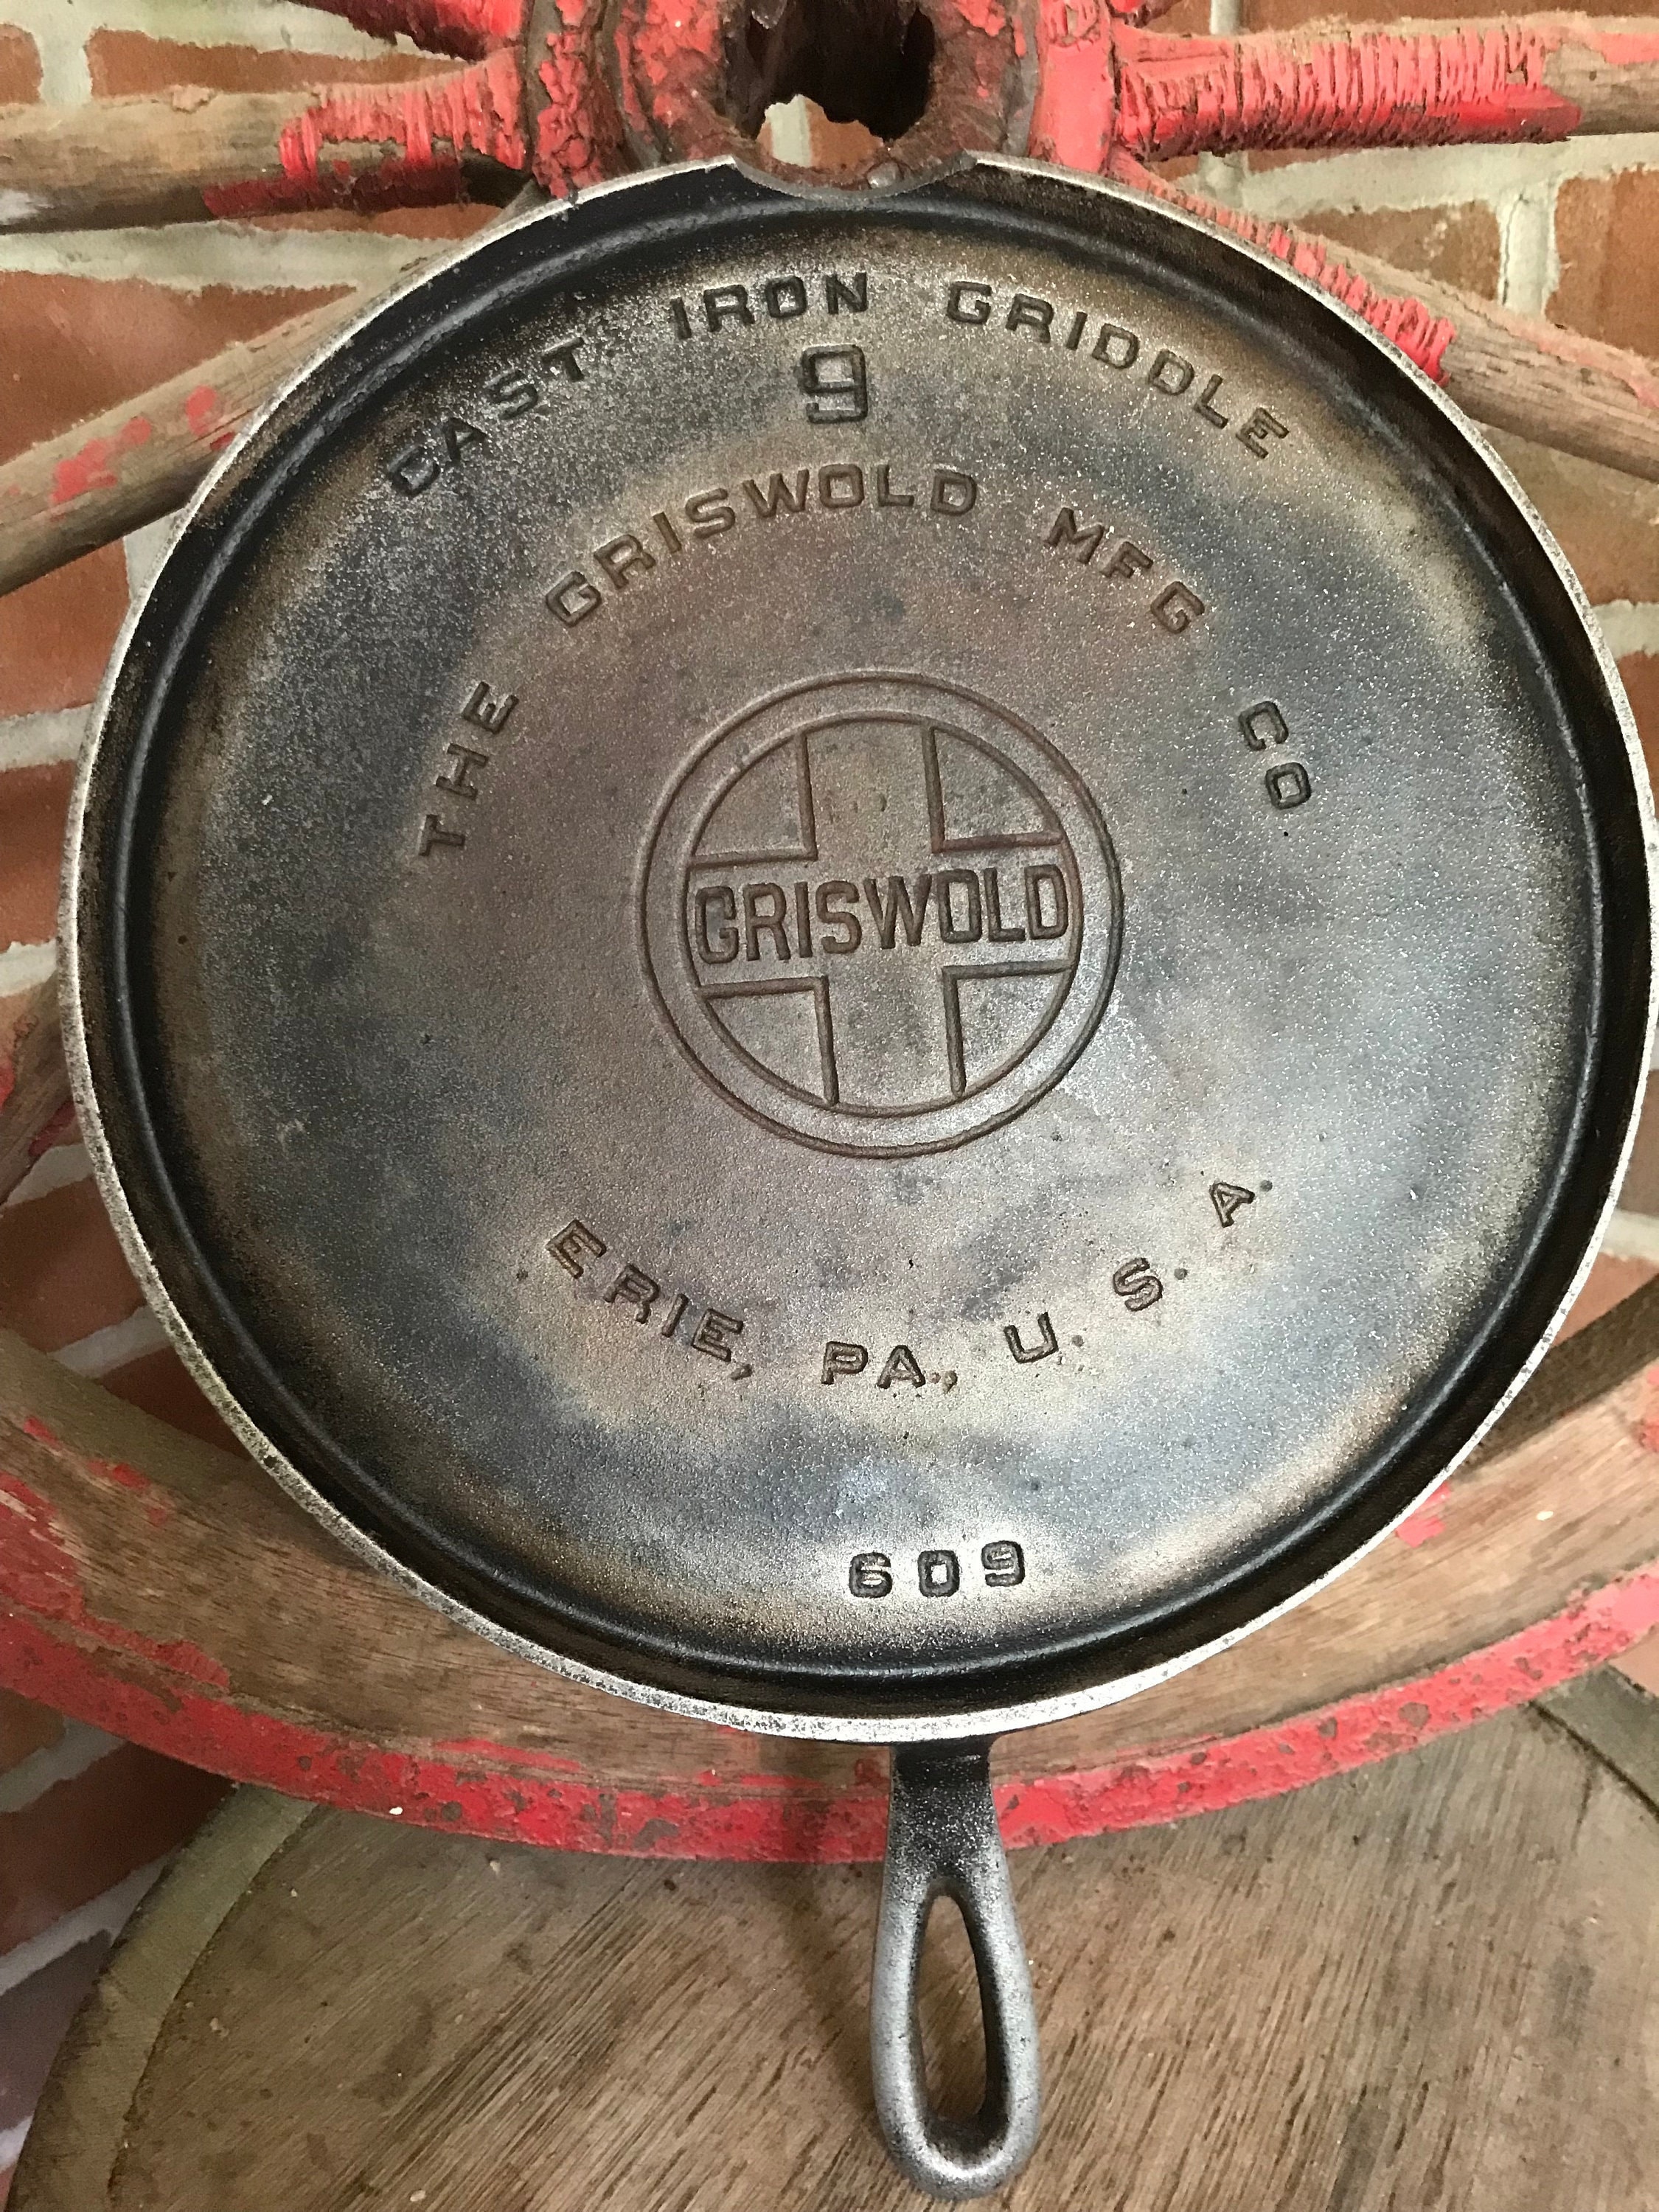 CAST IRON GRIDDLE
9
THE GRISWOLD MFG CO
GRISWOLD
ERIE, PA., U. S. A.
609